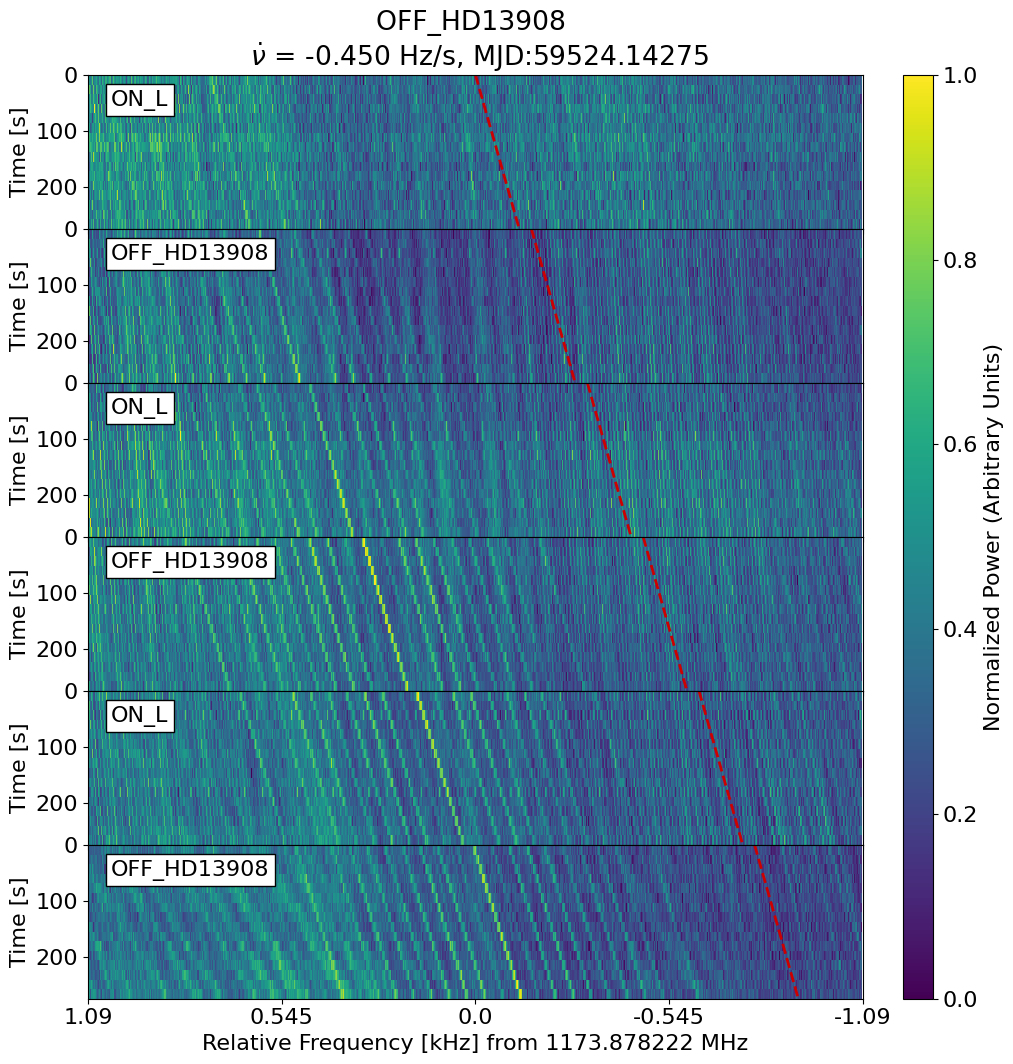 OFF_HD13908
ν̇ = -0.450 Hz/s, MJD:59524.14275
0
ON_L
100
200
Time [s]
0
OFF_HD13908
100
200
Time [s]
0
ON_L
100
200
Time [s]
0
OFF_HD13908
100
200
Time [s]
0
ON_L
100
200
Time [s]
0
OFF_HD13908
100
200
Time [s]
1.09 0.545 0.0 -0.545 -1.09
Relative Frequency [kHz] from 1173.878222 MHz
1.0
0.8
0.6
0.4
0.2
0.0
Normalized Power (Arbitrary Units)